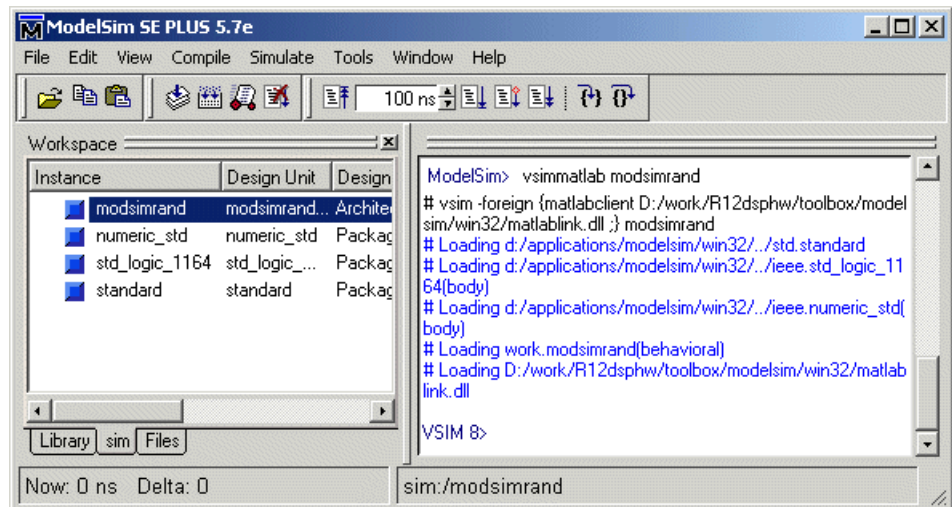 ModelSim SE PLUS 5.7e
File Edit View Compile Simulate Tools Window Help
100 ns
Workspace
Instance Design Unit Design
modsimrand modsimrand... Archite
numeric_std numeric_std Packag
std_logic_1164 std_logic_... Packag
standard standard Packag
Library sim Files
ModelSim> vsimmatlab modsimrand
# vsim -foreign {matlabclient D:/work/R12dsphw/toolbox/model
sim/win32/matlablink.dll ;} modsimrand
# Loading d:/applications/modelsim/win32/../std.standard
# Loading d:/applications/modelsim/win32/../ieee.std_logic_11
64(body)
# Loading d:/applications/modelsim/win32/../ieee.numeric_std(
body)
# Loading work.modsimrand(behavioral)
# Loading D:/work/R12dsphw/toolbox/modelsim/win32/matlab
link.dll
VSIM 8>
Now: 0 ns Delta: 0
sim:/modsimrand